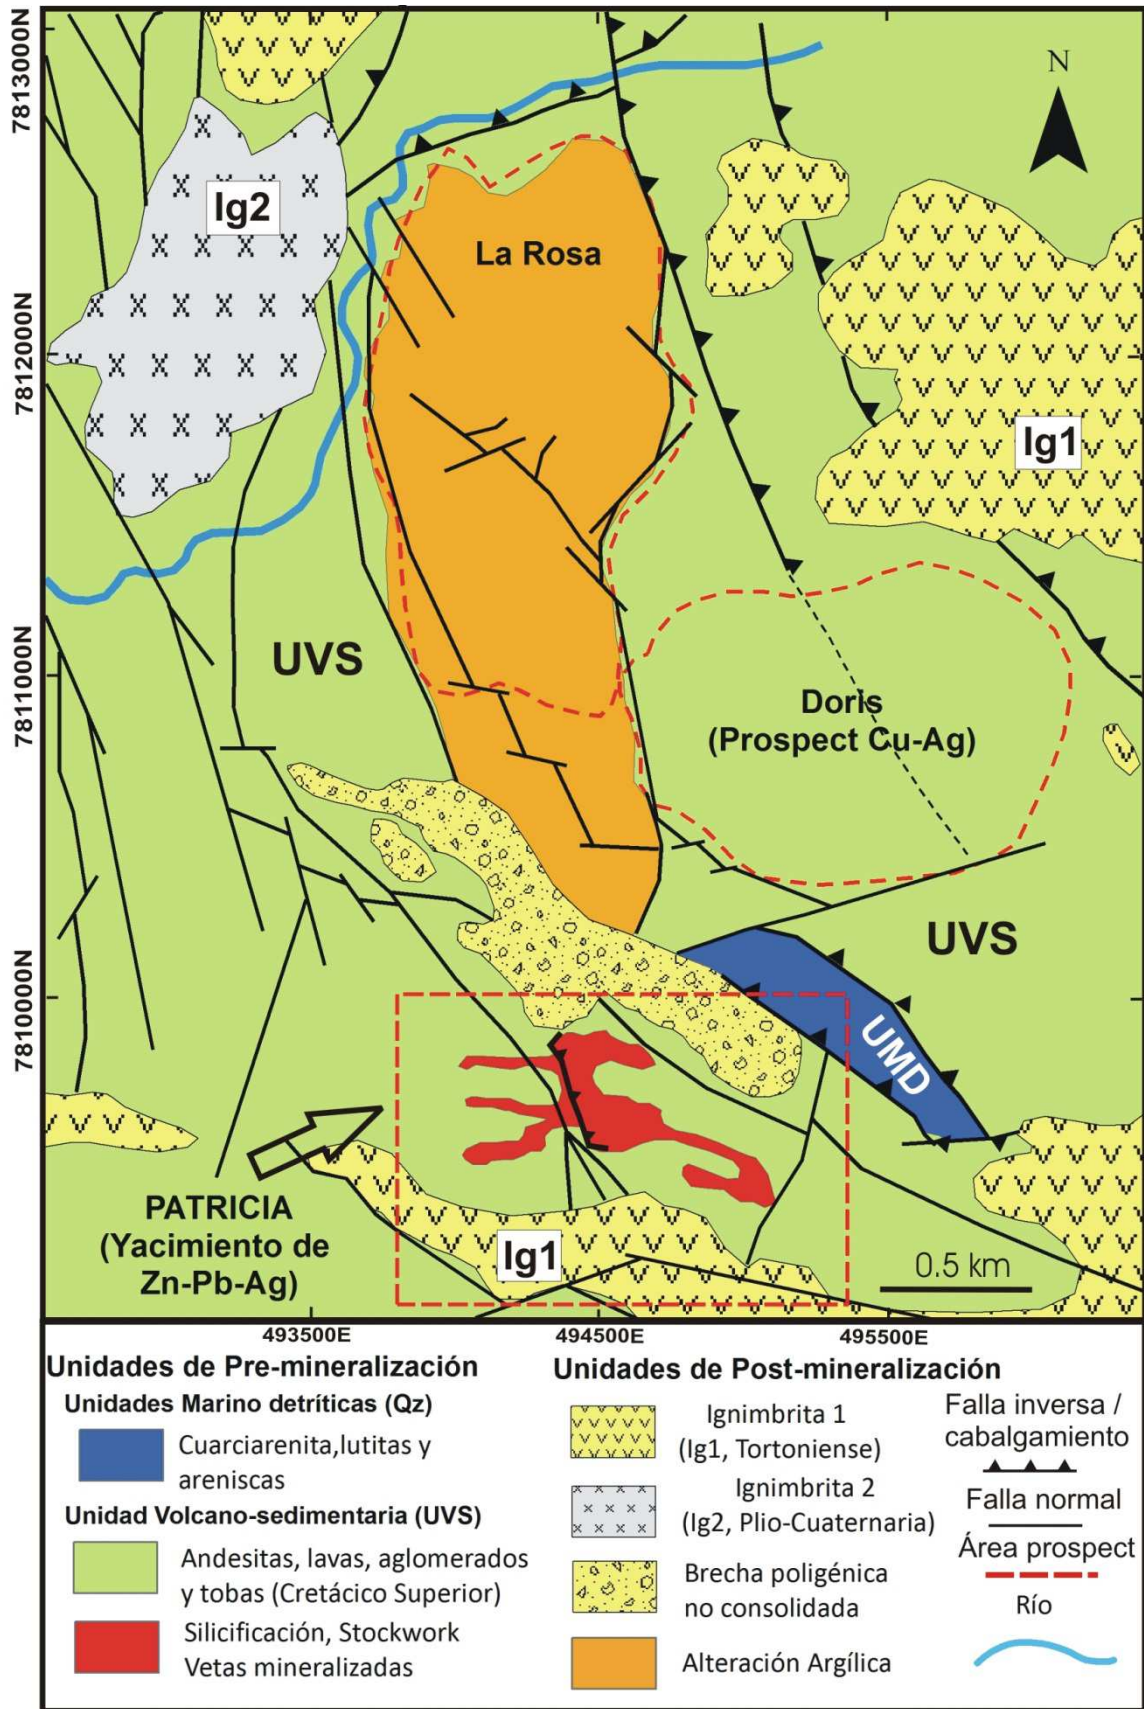 7813000N
N
Ig2
La Rosa
7812000N
Ig1
UVS
7811000N
Doris
(Prospect Cu-Ag)
UVS
7810000N
UMD
PATRICIA
(Yacimiento de
Zn-Pb-Ag)
Ig1
0.5 km
493500E
494500E
495500E
Unidades de Pre-mineralización
Unidades Marino detríticas (Qz)
Cuarciarenita,lutitas y
areniscas
Unidad Volcano-sedimentaria (UVS)
Andesitas, lavas, aglomerados
y tobas (Cretácico Superior)
Silicificación, Stockwork
Vetas mineralizadas
Unidades de Post-mineralización
Ignimbrita 1
(Ig1, Tortoniense)
Ignimbrita 2
(Ig2, Plio-Cuaternaria)
Brecha poligénica
no consolidada
Alteración Argílica
Falla inversa /
cabalgamiento
Falla normal
Área prospect
Río